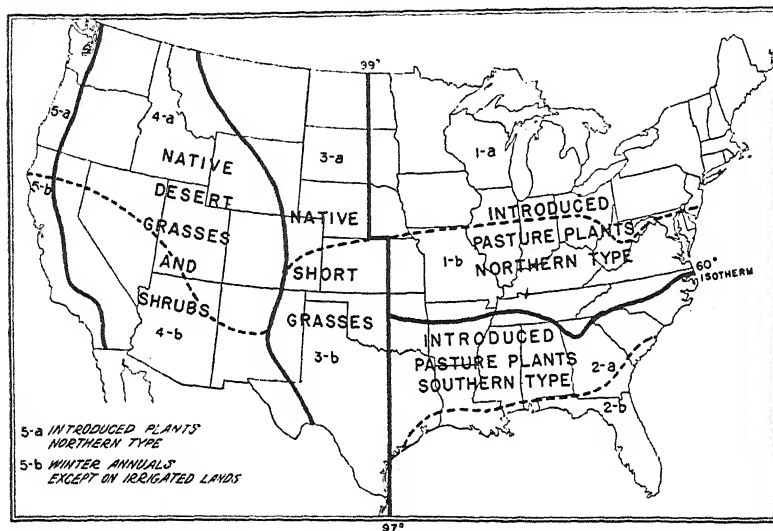 99°
5-a
4-a
3-a
1-a
NATIVE
DESERT
GRASSES
AND
SHRUBS
4-b
5-b
NATIVE
SHORT
GRASSES
3-b
INTRODUCED
PASTURE PLANTS
NORTHERN TYPE
1-b
60°
ISOTHERM
INTRODUCED
PASTURE PLANTS
SOUTHERN TYPE
2-a
2-b
5-a INTRODUCED PLANTS
NORTHERN TYPE
5-b WINTER ANNUALS
EXCEPT ON IRRIGATED LANDS
97°